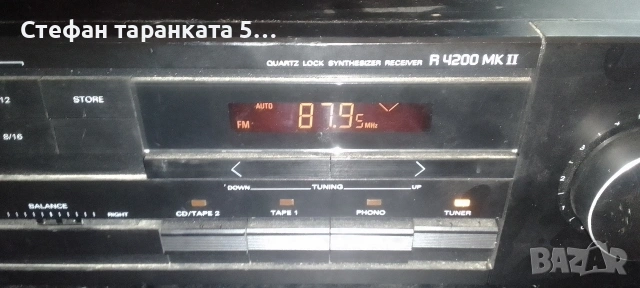 Стефан таранката 5...
QUARTZ LOCK SYNTHESIZER RECEIVER R 4200 MK II
12 STORE
8/16
AUTO
FM 87.95 MHz
< >
DOWN TUNING UP
BALANCE
RIGHT
CD/TAPE 2 TAPE 1 PHONO TUNER
BAZAR